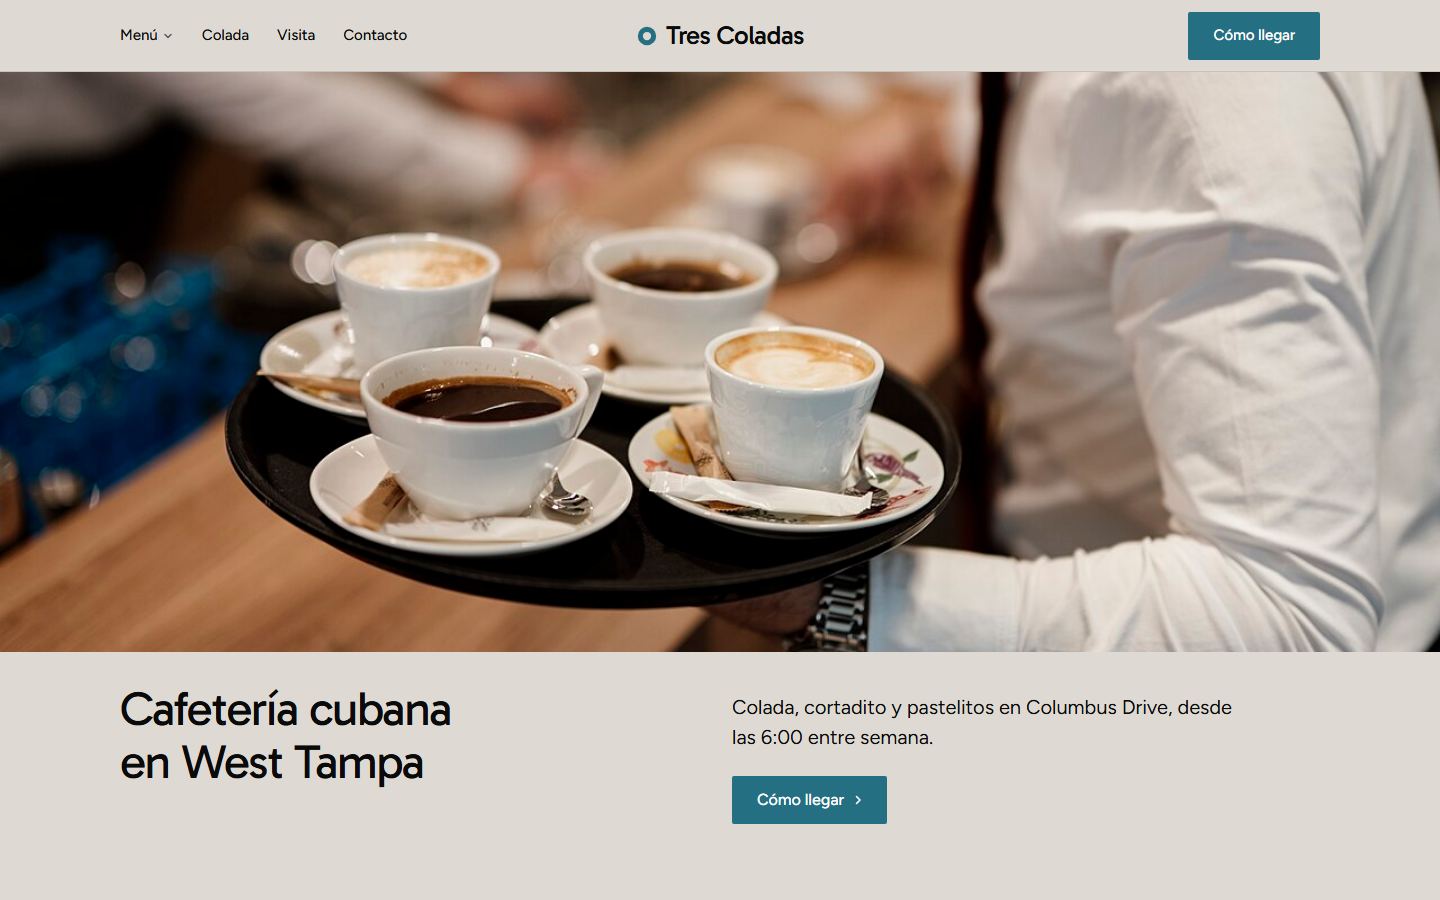 Menú
Colada
Visita
Contacto
Tres Coladas
Cómo llegar
Cafetería cubana
en West Tampa
Colada, cortadito y pastelitos en Columbus Drive, desde
las 6:00 entre semana.
Cómo llegar